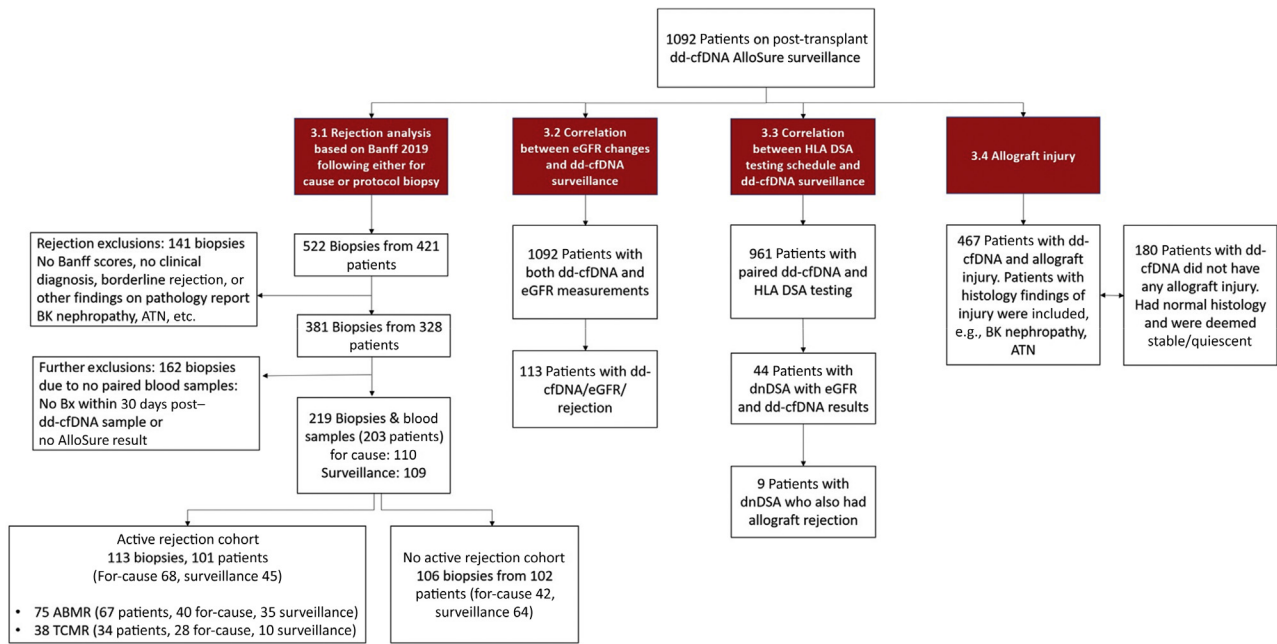 1092 Patients on post-transplant
dd-cfDNA AlloSure surveillance
3.1 Rejection analysis
based on Banff 2019
following either for
cause or protocol biopsy
3.2 Correlation
between eGFR changes
and dd-cfDNA
surveillance
3.3 Correlation
between HLA DSA
testing schedule and
dd-cfDNA surveillance
3.4 Allograft injury
Rejection exclusions: 141 biopsies
No Banff scores, no clinical
diagnosis, borderline rejection, or
other findings on pathology report
BK nephropathy, ATN, etc.
522 Biopsies from 421
patients
381 Biopsies from 328
patients
Further exclusions: 162 biopsies
due to no paired blood samples:
No Bx within 30 days post–
dd-cfDNA sample or
no AlloSure result
219 Biopsies & blood
samples (203 patients)
for cause: 110
Surveillance: 109
Active rejection cohort
113 biopsies, 101 patients
(For-cause 68, surveillance 45)
• 75 ABMR (67 patients, 40 for-cause, 35 surveillance)
• 38 TCMR (34 patients, 28 for-cause, 10 surveillance)
No active rejection cohort
106 biopsies from 102
patients (for-cause 42,
surveillance 64)
1092 Patients with
both dd-cfDNA and
eGFR measurements
113 Patients with dd-
cfDNA/eGFR/
rejection
961 Patients with
paired dd-cfDNA and
HLA DSA testing
44 Patients with
dnDSA with eGFR
and dd-cfDNA results
9 Patients with
dnDSA who also had
allograft rejection
467 Patients with dd-
cfDNA and allograft
injury. Patients with
histology findings of
injury were included,
e.g., BK nephropathy,
ATN
180 Patients with dd-
cfDNA did not have
any allograft injury.
Had normal histology
and were deemed
stable/quiescent